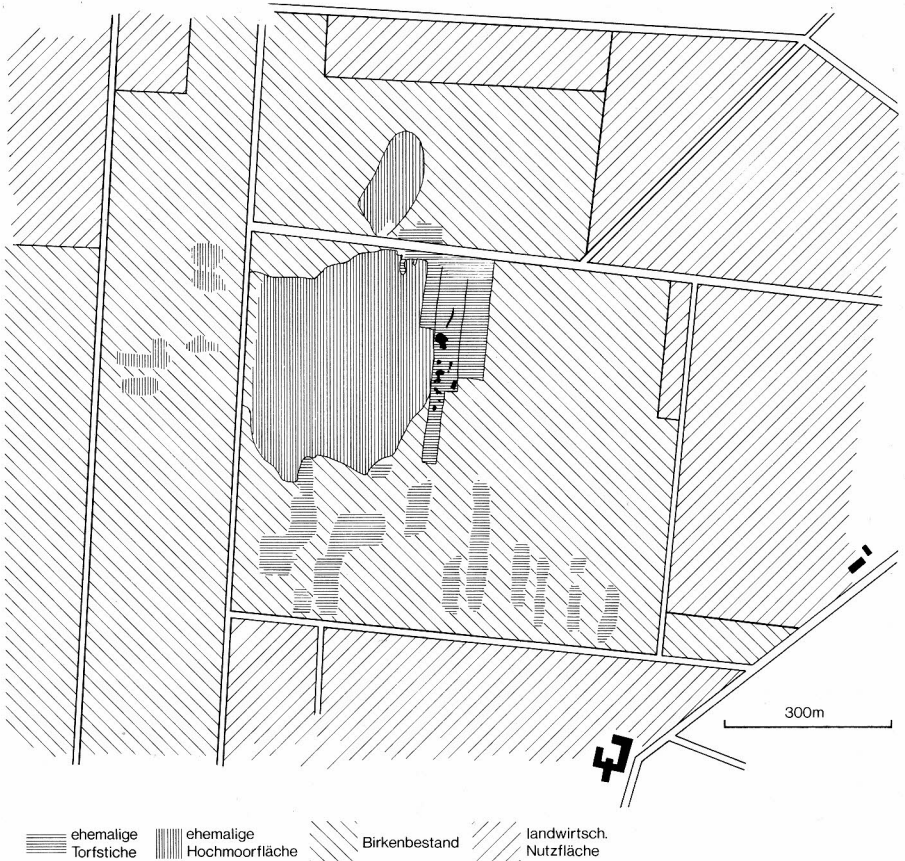 300m
ehemalige
Torfstiche
ehemalige
Hochmoorfläche
Birkenbestand
landwirtsch.
Nutzfläche